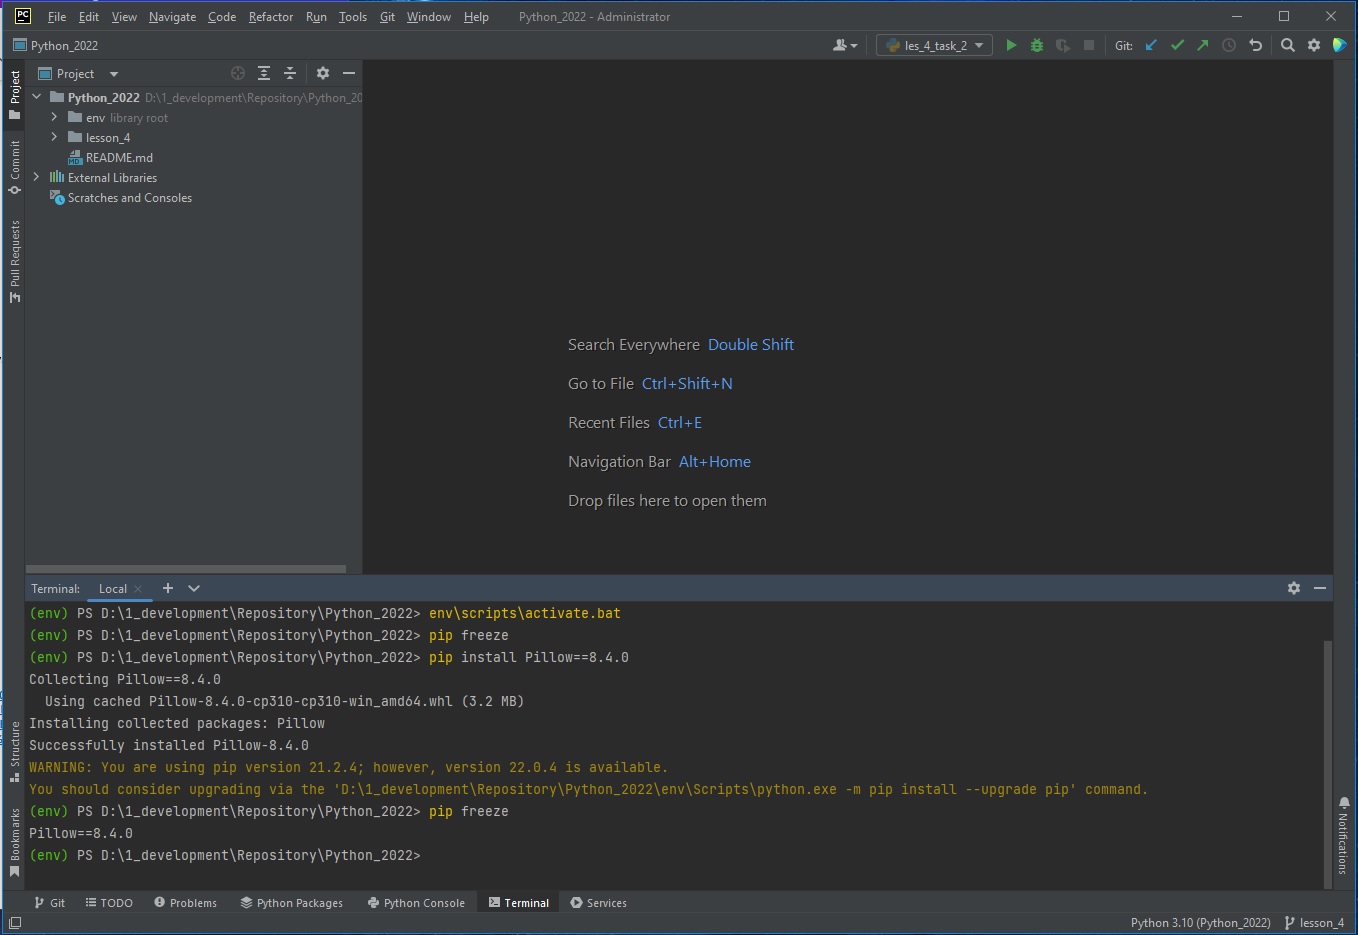 PC File Edit View Navigate Code Refactor Run Tools Git Window Help Python_2022 - Administrator
Python_2022 les_4_task_2 Git:
Project
Python_2022 D:\1_development\Repository\Python_20
env library root
lesson_4
README.md
External Libraries
Scratches and Consoles
Project
Commit
Pull Requests
Structure
Bookmarks
Search Everywhere Double Shift
Go to File Ctrl+Shift+N
Recent Files Ctrl+E
Navigation Bar Alt+Home
Drop files here to open them
Terminal: Local
(env) PS D:\1_development\Repository\Python_2022> env\scripts\activate.bat
(env) PS D:\1_development\Repository\Python_2022> pip freeze
(env) PS D:\1_development\Repository\Python_2022> pip install Pillow==8.4.0
Collecting Pillow==8.4.0
Using cached Pillow-8.4.0-cp310-cp310-win_amd64.whl (3.2 MB)
Installing collected packages: Pillow
Successfully installed Pillow-8.4.0
WARNING: You are using pip version 21.2.4; however, version 22.0.4 is available.
You should consider upgrading via the 'D:\1_development\Repository\Python_2022\env\Scripts\python.exe -m pip install --upgrade pip' command.
(env) PS D:\1_development\Repository\Python_2022> pip freeze
Pillow==8.4.0
(env) PS D:\1_development\Repository\Python_2022>
Notifications
Git TODO Problems Python Packages Python Console Terminal Services
Python 3.10 (Python_2022) lesson_4